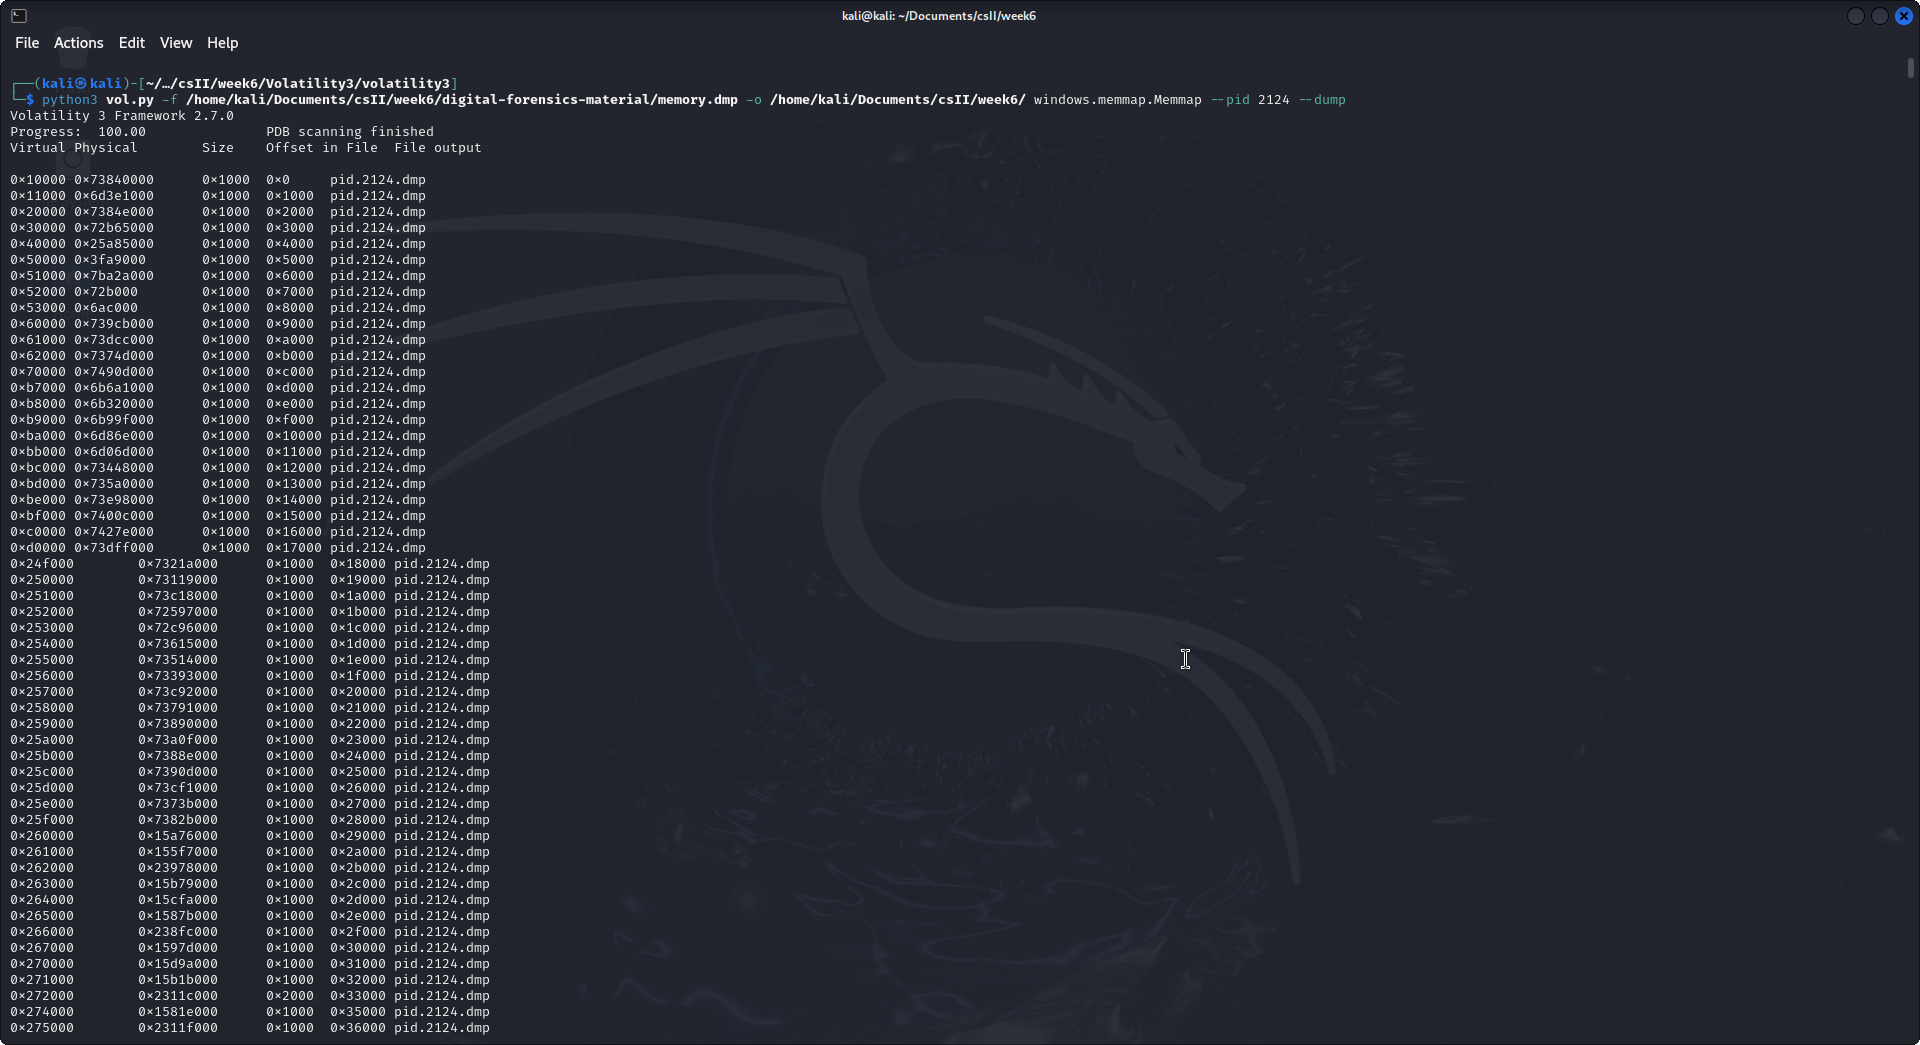 kali@kali: ~/Documents/csII/week6
File Actions Edit View Help
┌──(kali㉿kali)-[~/…/csII/week6/Volatility3/volatility3]
└─$ python3 vol.py -f /home/kali/Documents/csII/week6/digital-forensics-material/memory.dmp -o /home/kali/Documents/csII/week6/ windows.memmap.Memmap --pid 2124 --dump
Volatility 3 Framework 2.7.0
Progress:  100.00               PDB scanning finished
Virtual Physical        Size    Offset in File  File output
0×10000 0×73840000      0×1000  0×0     pid.2124.dmp
0×11000 0×6d3e1000      0×1000  0×1000  pid.2124.dmp
0×20000 0×7384e000      0×1000  0×2000  pid.2124.dmp
0×30000 0×72b65000      0×1000  0×3000  pid.2124.dmp
0×40000 0×25a85000      0×1000  0×4000  pid.2124.dmp
0×50000 0×3fa9000       0×1000  0×5000  pid.2124.dmp
0×51000 0×7ba2a000      0×1000  0×6000  pid.2124.dmp
0×52000 0×72b000        0×1000  0×7000  pid.2124.dmp
0×53000 0×6ac000        0×1000  0×8000  pid.2124.dmp
0×60000 0×739cb000      0×1000  0×9000  pid.2124.dmp
0×61000 0×73dcc000      0×1000  0×a000  pid.2124.dmp
0×62000 0×7374d000      0×1000  0×b000  pid.2124.dmp
0×70000 0×7490d000      0×1000  0×c000  pid.2124.dmp
0×b7000 0×6b6a1000      0×1000  0×d000  pid.2124.dmp
0×b8000 0×6b320000      0×1000  0×e000  pid.2124.dmp
0×b9000 0×6b99f000      0×1000  0×f000  pid.2124.dmp
0×ba000 0×6d86e000      0×1000  0×10000 pid.2124.dmp
0×bb000 0×6d06d000      0×1000  0×11000 pid.2124.dmp
0×bc000 0×73448000      0×1000  0×12000 pid.2124.dmp
0×bd000 0×735a0000      0×1000  0×13000 pid.2124.dmp
0×be000 0×73e98000      0×1000  0×14000 pid.2124.dmp
0×bf000 0×7400c000      0×1000  0×15000 pid.2124.dmp
0×c0000 0×7427e000      0×1000  0×16000 pid.2124.dmp
0×d0000 0×73dff000      0×1000  0×17000 pid.2124.dmp
0×24f000        0×7321a000      0×1000  0×18000 pid.2124.dmp
0×250000        0×73119000      0×1000  0×19000 pid.2124.dmp
0×251000        0×73c18000      0×1000  0×1a000 pid.2124.dmp
0×252000        0×72597000      0×1000  0×1b000 pid.2124.dmp
0×253000        0×72c96000      0×1000  0×1c000 pid.2124.dmp
0×254000        0×73615000      0×1000  0×1d000 pid.2124.dmp
0×255000        0×73514000      0×1000  0×1e000 pid.2124.dmp
0×256000        0×73393000      0×1000  0×1f000 pid.2124.dmp
0×257000        0×73c92000      0×1000  0×20000 pid.2124.dmp
0×258000        0×73791000      0×1000  0×21000 pid.2124.dmp
0×259000        0×73890000      0×1000  0×22000 pid.2124.dmp
0×25a000        0×73a0f000      0×1000  0×23000 pid.2124.dmp
0×25b000        0×7388e000      0×1000  0×24000 pid.2124.dmp
0×25c000        0×7390d000      0×1000  0×25000 pid.2124.dmp
0×25d000        0×73cf1000      0×1000  0×26000 pid.2124.dmp
0×25e000        0×7373b000      0×1000  0×27000 pid.2124.dmp
0×25f000        0×7382b000      0×1000  0×28000 pid.2124.dmp
0×260000        0×15a76000      0×1000  0×29000 pid.2124.dmp
0×261000        0×155f7000      0×1000  0×2a000 pid.2124.dmp
0×262000        0×23978000      0×1000  0×2b000 pid.2124.dmp
0×263000        0×15b79000      0×1000  0×2c000 pid.2124.dmp
0×264000        0×15cfa000      0×1000  0×2d000 pid.2124.dmp
0×265000        0×1587b000      0×1000  0×2e000 pid.2124.dmp
0×266000        0×238fc000      0×1000  0×2f000 pid.2124.dmp
0×267000        0×1597d000      0×1000  0×30000 pid.2124.dmp
0×270000        0×15d9a000      0×1000  0×31000 pid.2124.dmp
0×271000        0×15b1b000      0×1000  0×32000 pid.2124.dmp
0×272000        0×2311c000      0×2000  0×33000 pid.2124.dmp
0×274000        0×1581e000      0×1000  0×35000 pid.2124.dmp
0×275000        0×2311f000      0×1000  0×36000 pid.2124.dmp